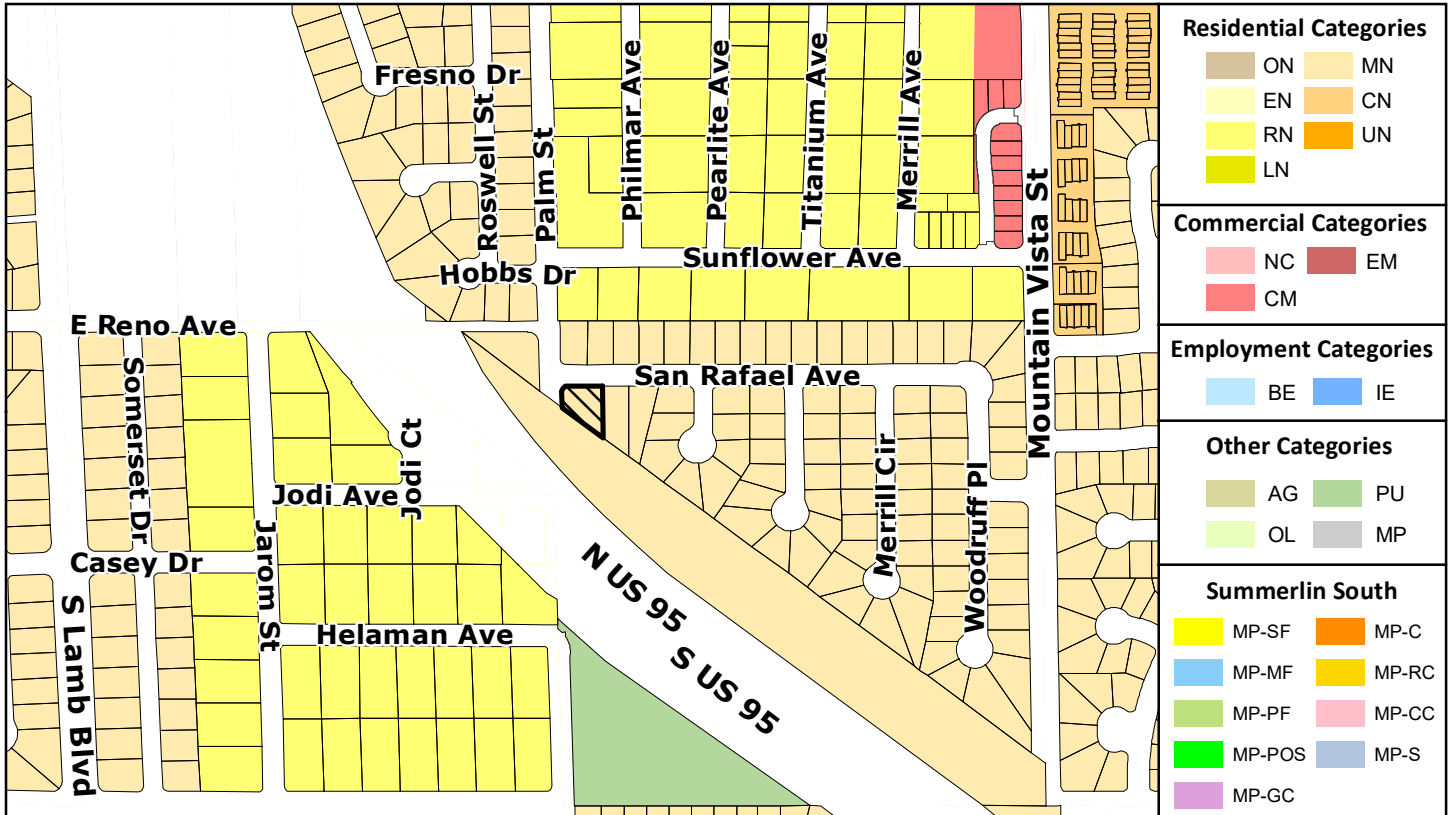 Fresno Dr
Roswell St
Palm St
Philmar Ave
Pearlite Ave
Titanium Ave
Merrill Ave
Mountain Vista St
Hobbs Dr
Sunflower Ave
E Reno Ave
Somerset Dr
San Rafael Ave
Jodi Ct
Jodi Ave
Jarom St
Casey Dr
Merrill Cir
Woodruff Pl
N US 95
S US 95
S Lamb Blvd
Helaman Ave
Residential Categories
ON MN
EN CN
RN UN
LN
Commercial Categories
NC EM
CM
Employment Categories
BE IE
Other Categories
AG PU
OL MP
Summerlin South
MP-SF MP-C
MP-MF MP-RC
MP-PF MP-CC
MP-POS MP-S
MP-GC